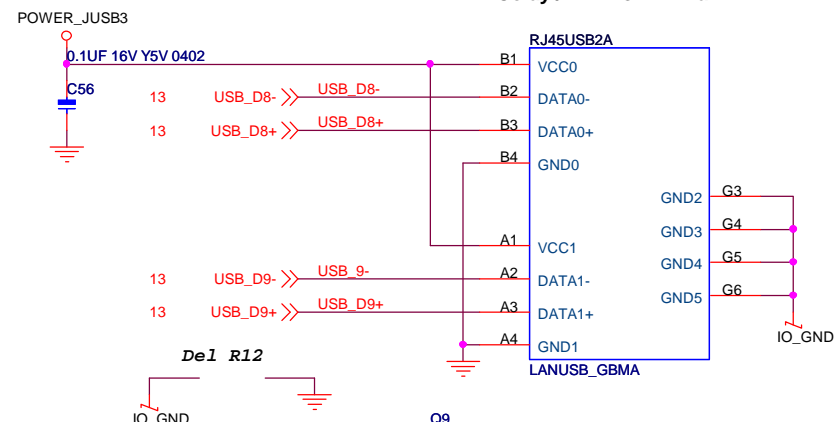 POWER_JUSB3
0.1UF 16V Y5V 0402
C56
RJ45USB2A
B1 VCC0
13 USB_D8- USB_D8- B2 DATA0-
13 USB_D8+ USB_D8+ B3 DATA0+
B4 GND0
GND2 G3
GND3 G4
A1 VCC1
GND4 G5
13 USB_D9- USB_9- A2 DATA1-
GND5 G6
13 USB_D9+ USB_D9+ A3 DATA1+
IO_GND
A4 GND1
Del R12
LANUSB_GBMA
IO_GND
Q9